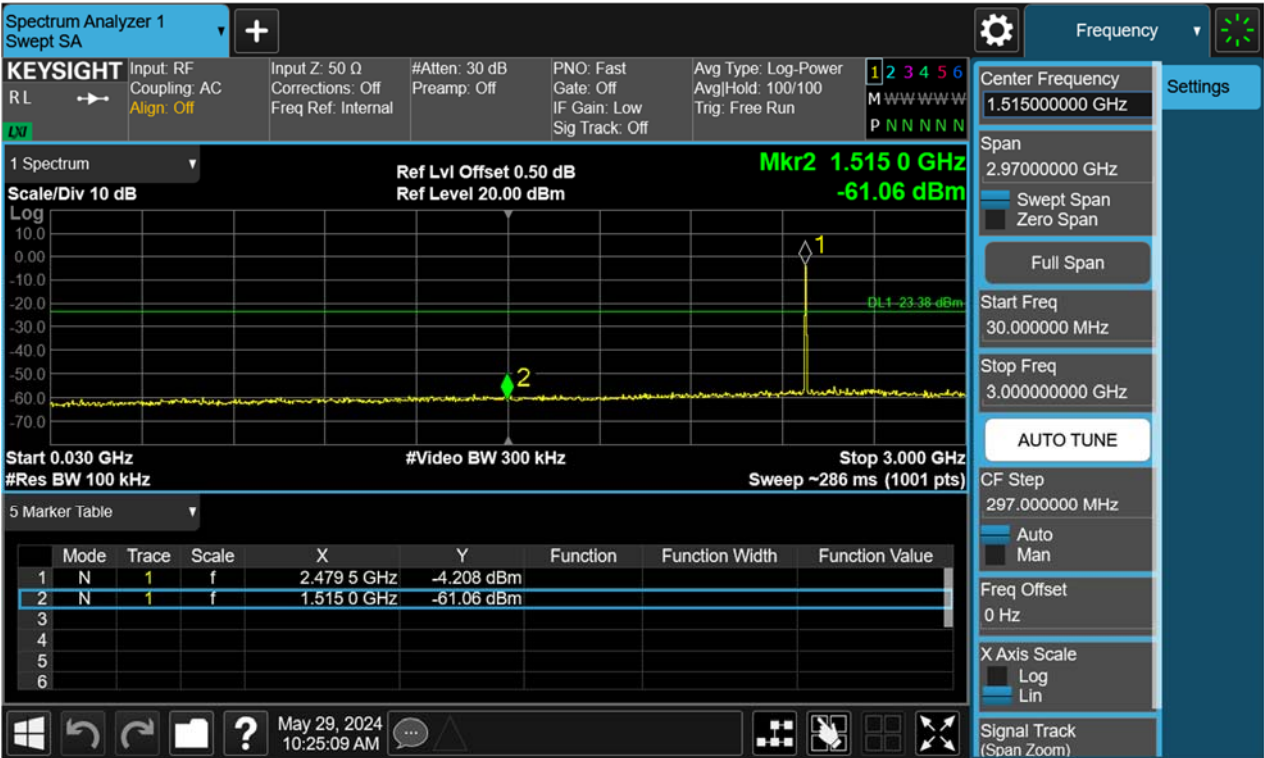 Spectrum Analyzer 1
Swept SA
+
Frequency
KEYSIGHT
R L
LXI
Input: RF
Coupling: AC
Align: Off
Input Z: 50 Ω
Corrections: Off
Freq Ref: Internal
#Atten: 30 dB
Preamp: Off
PNO: Fast
Gate: Off
IF Gain: Low
Sig Track: Off
Avg Type: Log-Power
Avg|Hold: 100/100
Trig: Free Run
1 2 3 4 5 6
M W W W W W
P N N N N N
1 Spectrum
Scale/Div 10 dB
Ref Lvl Offset 0.50 dB
Ref Level 20.00 dBm
Mkr2 1.515 0 GHz
-61.06 dBm
Log
10.0
0.00
-10.0
-20.0
-30.0
-40.0
-50.0
-60.0
-70.0
1
DL1 -23.38 dBm
2
Start 0.030 GHz
#Video BW 300 kHz
Stop 3.000 GHz
#Res BW 100 kHz
Sweep ~286 ms (1001 pts)
5 Marker Table
Mode Trace Scale X Y Function Function Width Function Value
1 N 1 f 2.479 5 GHz -4.208 dBm
2 N 1 f 1.515 0 GHz -61.06 dBm
3
4
5
6
?
May 29, 2024
10:25:09 AM
Center Frequency
1.515000000 GHz
Settings
Span
2.97000000 GHz
Swept Span
Zero Span
Full Span
Start Freq
30.000000 MHz
Stop Freq
3.000000000 GHz
AUTO TUNE
CF Step
297.000000 MHz
Auto
Man
Freq Offset
0 Hz
X Axis Scale
Log
Lin
Signal Track
(Span Zoom)